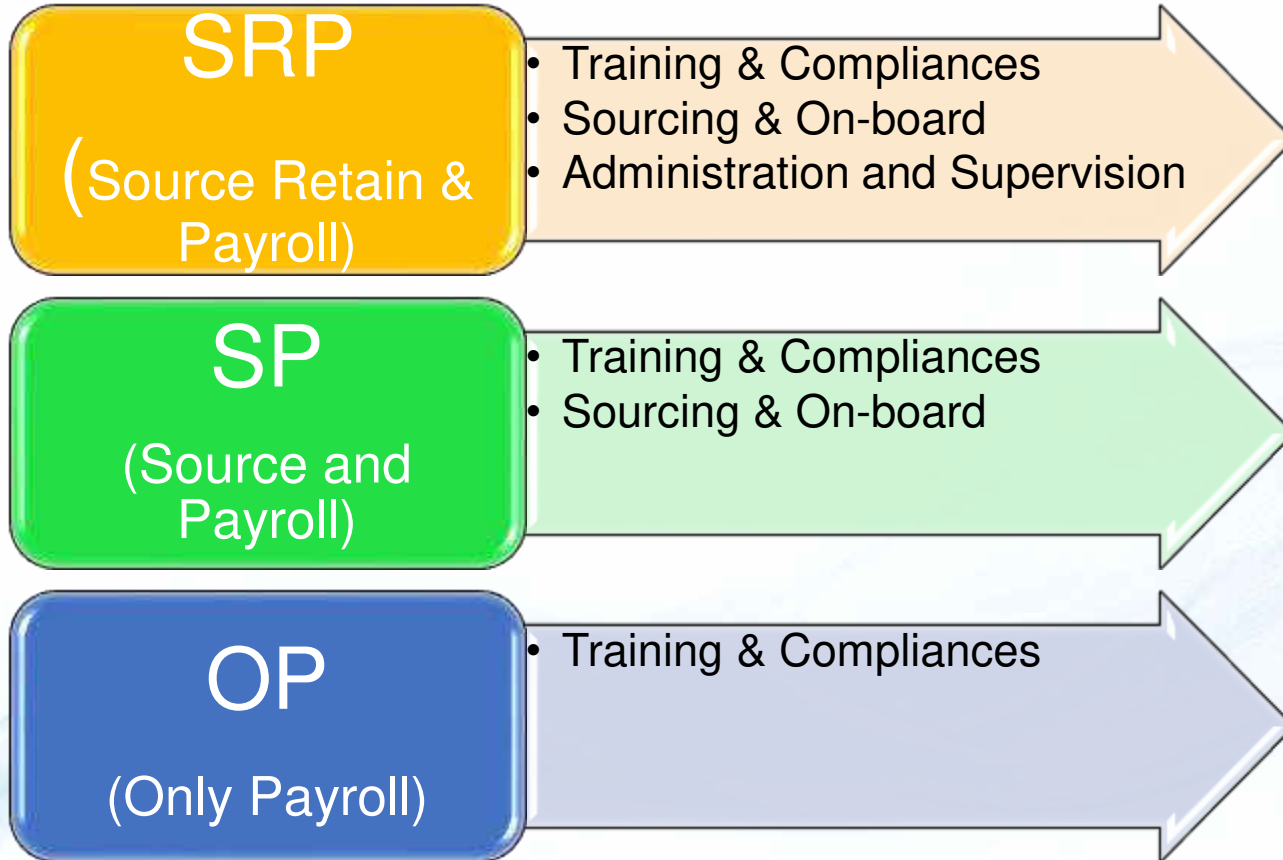 SRP
(Source Retain &
Payroll)
• Training & Compliances
• Sourcing & On-board
• Administration and Supervision
SP
(Source and
Payroll)
• Training & Compliances
• Sourcing & On-board
OP
(Only Payroll)
• Training & Compliances